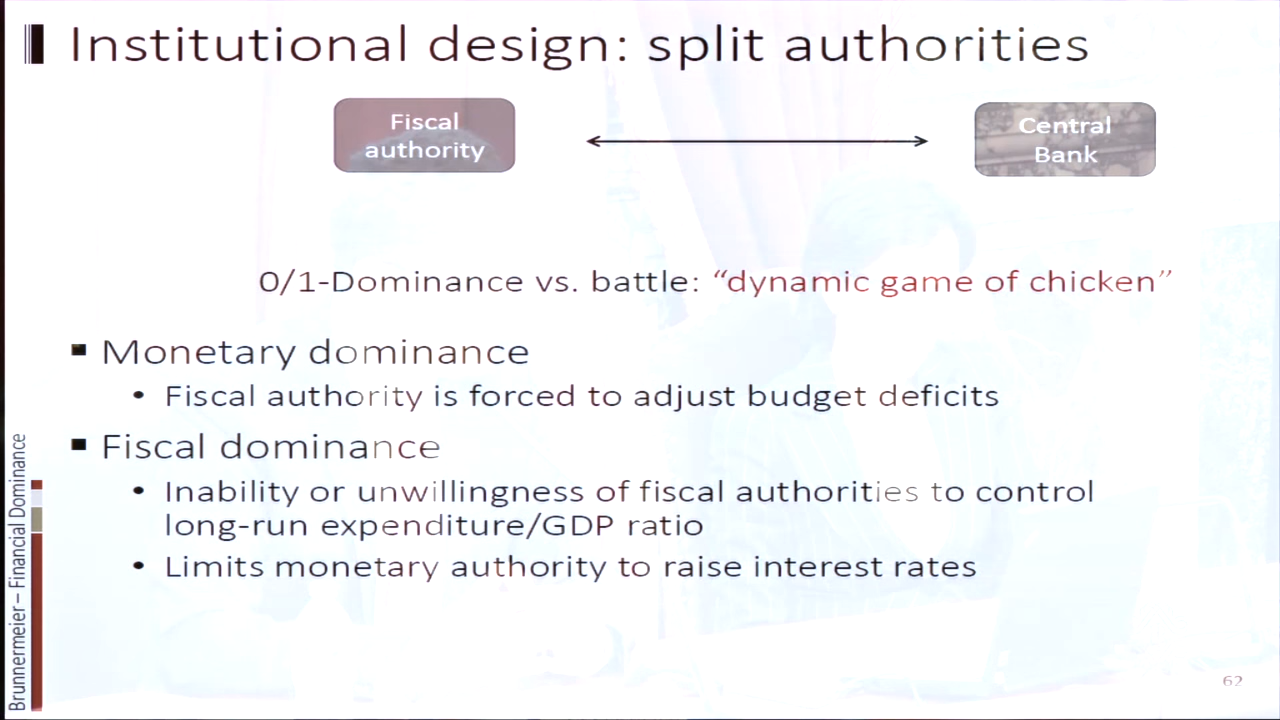 Institutional design: split authorities
Fiscal
authority
Central
Bank
0/1-Dominance vs. battle: “dynamic game of chicken”
▪ Monetary dominance
• Fiscal authority is forced to adjust budget deficits
▪ Fiscal dominance
• Inability or unwillingness of fiscal authorities to control
long-run expenditure/GDP ratio
• Limits monetary authority to raise interest rates
Brunnermeier – Financial Dominance
62